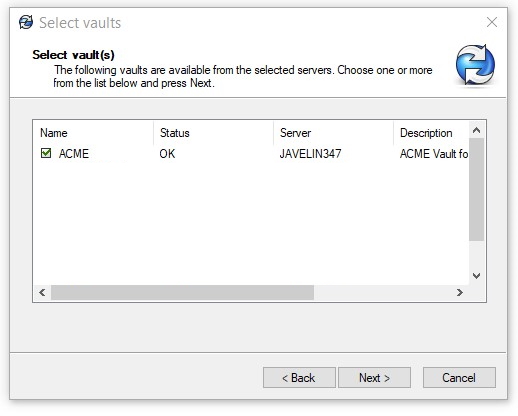 Select vaults
Select vault(s)
The following vaults are available from the selected servers. Choose one or more
from the list below and press Next.
Name Status Server Description
ACME OK JAVELIN347 ACME Vault fo
< Back Next > Cancel